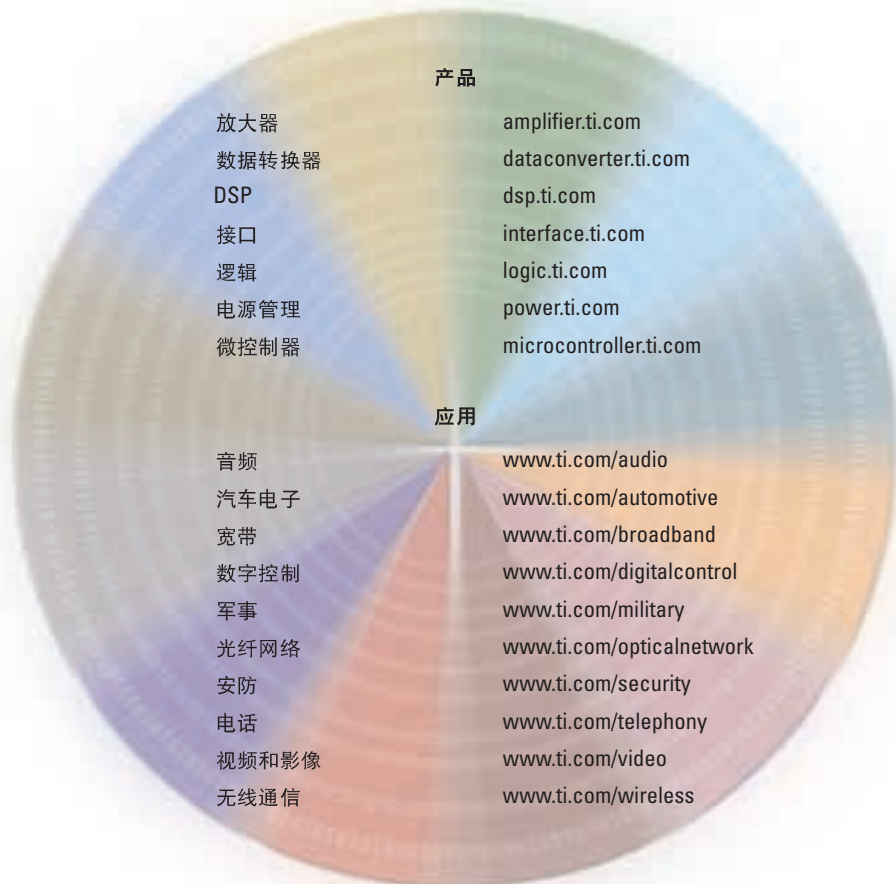 产品
放大器 amplifier.ti.com
数据转换器 dataconverter.ti.com
DSP dsp.ti.com
接口 interface.ti.com
逻辑 logic.ti.com
电源管理 power.ti.com
微控制器 microcontroller.ti.com
应用
音频 www.ti.com/audio
汽车电子 www.ti.com/automotive
宽带 www.ti.com/broadband
数字控制 www.ti.com/digitalcontrol
军事 www.ti.com/military
光纤网络 www.ti.com/opticalnetwork
安防 www.ti.com/security
电话 www.ti.com/telephony
视频和影像 www.ti.com/video
无线通信 www.ti.com/wireless